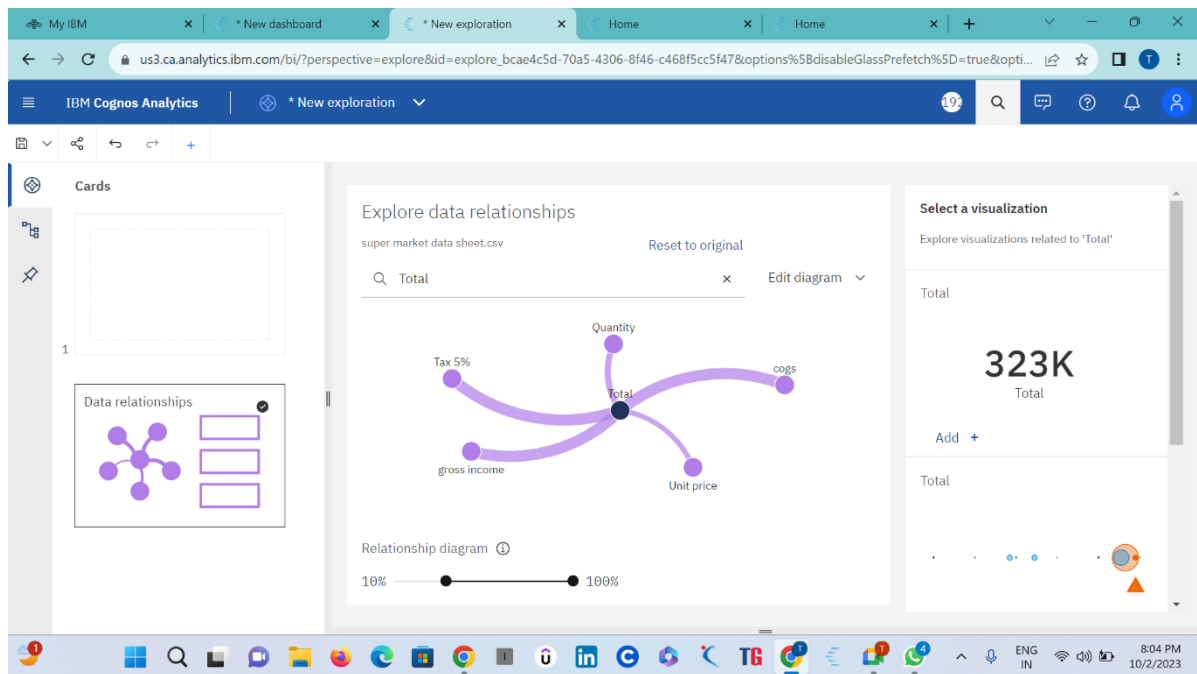 My IBM
* New dashboard
* New exploration
Home
Home
us3.ca.analytics.ibm.com/bi/?perspective=explore&id=explore_bcae4c5d-70a5-4306-8f46-c468f5cc5f47&options%5BdisableGlassPrefetch%5D=true&opti...
T
IBM Cognos Analytics
* New exploration
192
Cards
1
Data relationships
Explore data relationships
super market data sheet.csv
Reset to original
Total
Edit diagram
Quantity
Tax 5%
cogs
Total
gross income
Unit price
Relationship diagram
10%
100%
Select a visualization
Explore visualizations related to 'Total'
Total
323K
Total
Add +
Total
1
û
in
C
TG
T
T
4
ENG
IN
8:04 PM
10/2/2023